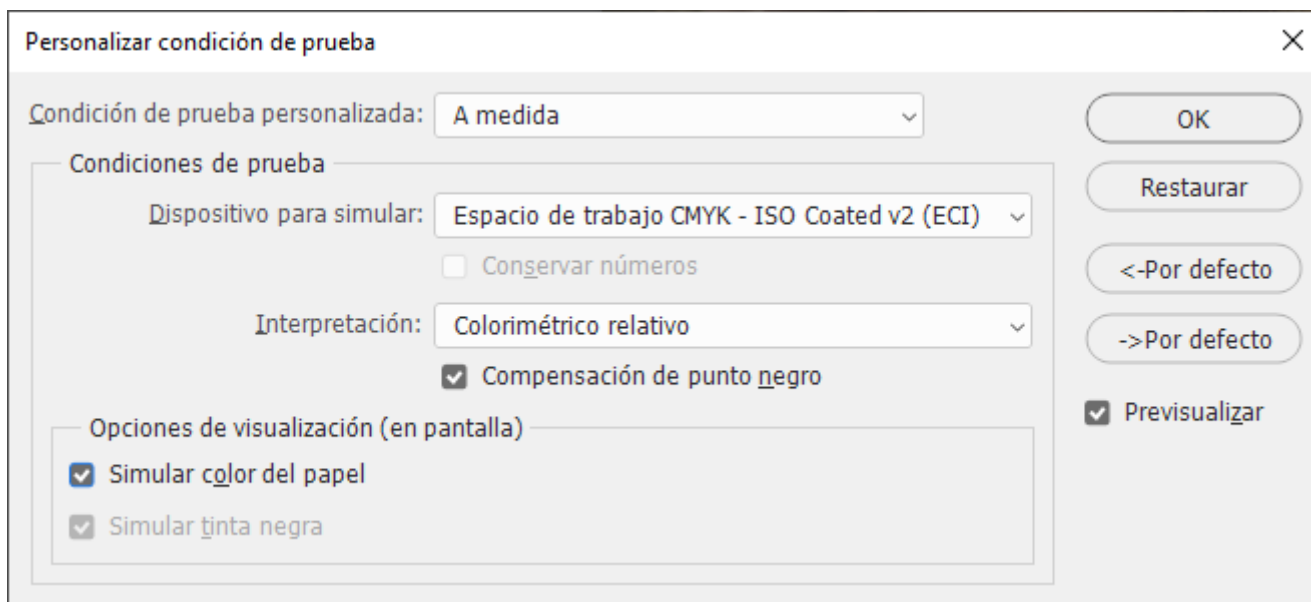 Personalizar condición de prueba
Condición de prueba personalizada: A medida
OK
Condiciones de prueba
Restaurar
Dispositivo para simular: Espacio de trabajo CMYK - ISO Coated v2 (ECI)
Conservar números
<-Por defecto
Interpretación: Colorimétrico relativo
->Por defecto
Compensación de punto negro
Previsualizar
Opciones de visualización (en pantalla)
Simular color del papel
Simular tinta negra